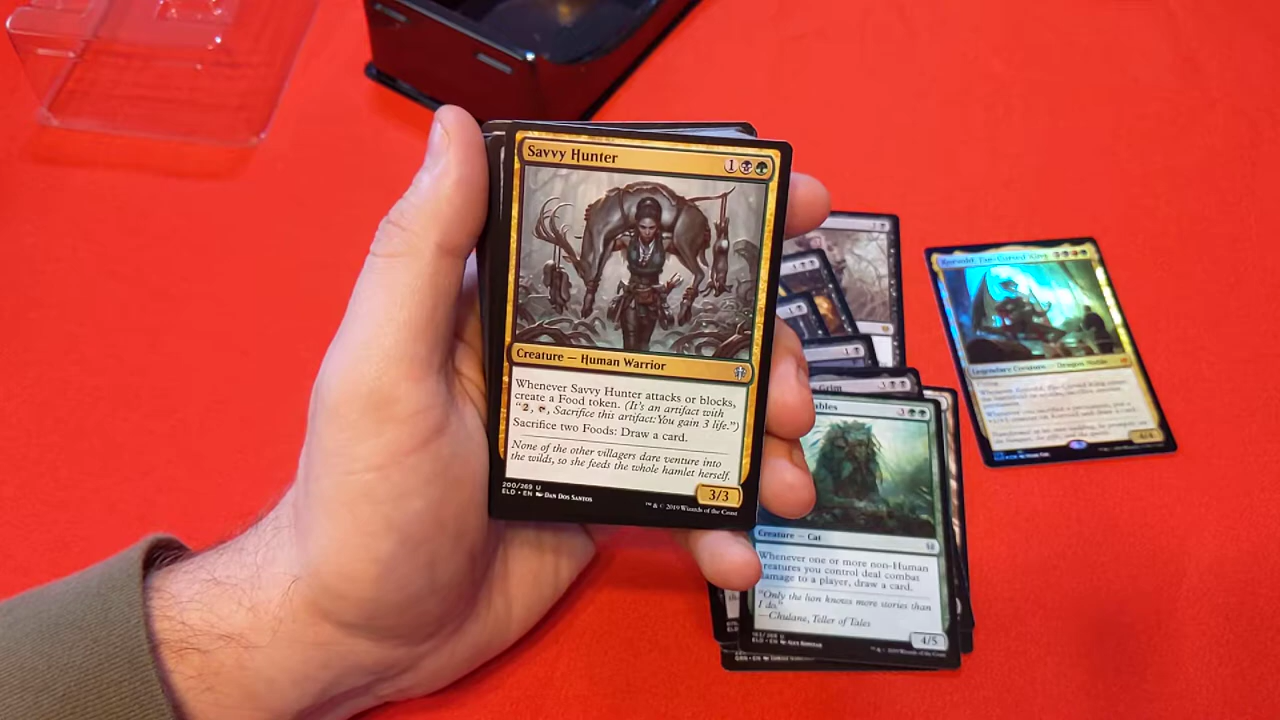 Savvy Hunter
1
Creature — Human Warrior
Whenever Savvy Hunter attacks or blocks,
create a Food token. (It's an artifact with
"2, , Sacrifice this artifact: You gain 3 life.")
Sacrifice two Foods: Draw a card.
None of the other villagers dare venture into
the wilds, so she feeds the whole hamlet herself.
3/3
200/269 U
ELD • EN Dan Dos Santos
™ & © 2019 Wizards of the Coast
1
Grim 3
3
Creature — Cat
Whenever one or more non-Human
creatures you control deal combat
damage to a player, draw a card.
"Only the lion knows more stories than
I do."
—Chulane, Teller of Tales
4/5
ELD • EN
Korvold, Fae-Cursed King
Legendary Creature — Dragon Noble
Flying
4/4